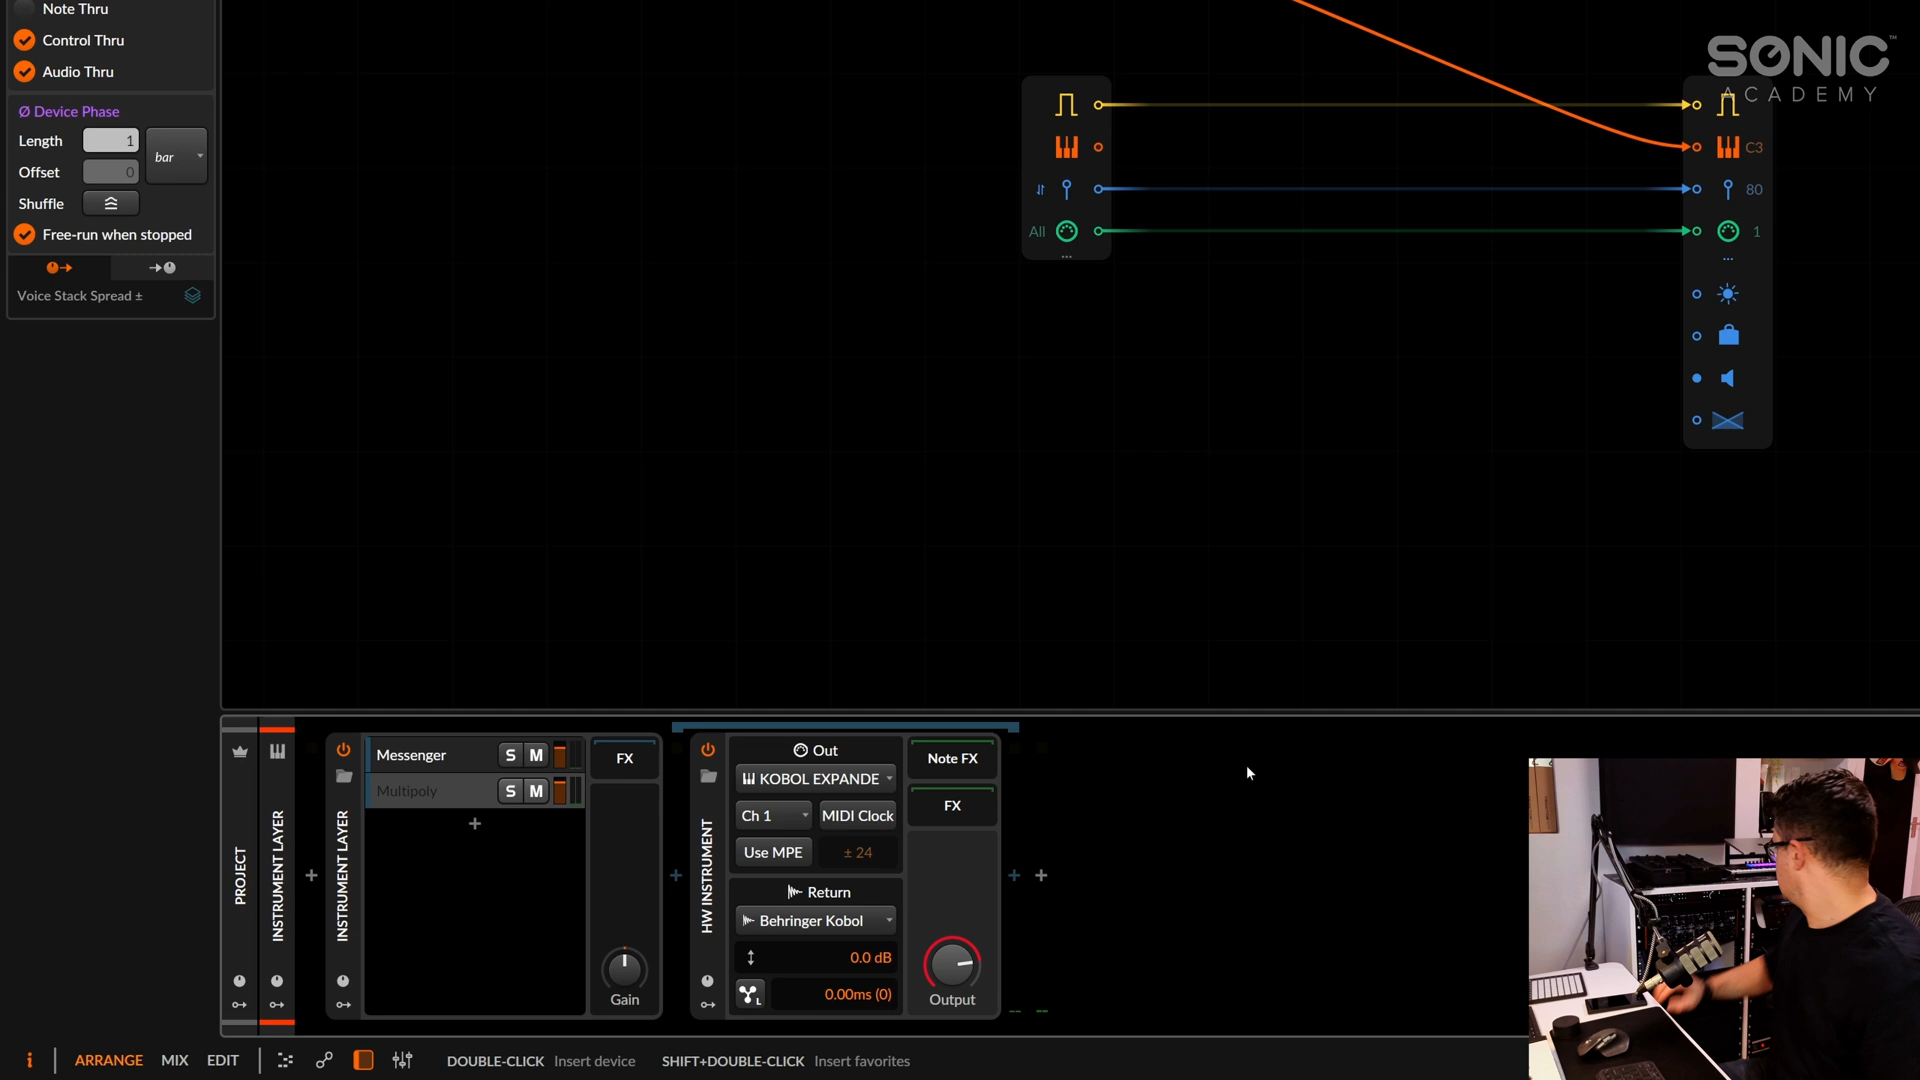 Note Thru
Control Thru
Audio Thru
Ø Device Phase
Length 1 bar
Offset 0
Shuffle
Free-run when stopped
Voice Stack Spread ±
SONIC ™
ACADEMY
C3
80
All
1
...
...
PROJECT
INSTRUMENT LAYER
INSTRUMENT LAYER
Messenger S M
Multipoly S M
+
FX
Gain
HW INSTRUMENT
Out
KOBOL EXPANDE
Ch 1 MIDI Clock
Use MPE ± 24
Return
Behringer Kobol
0.0 dB
L 0.00ms (0)
Note FX
FX
Output
i ARRANGE MIX EDIT DOUBLE-CLICK Insert device SHIFT+DOUBLE-CLICK Insert favorites